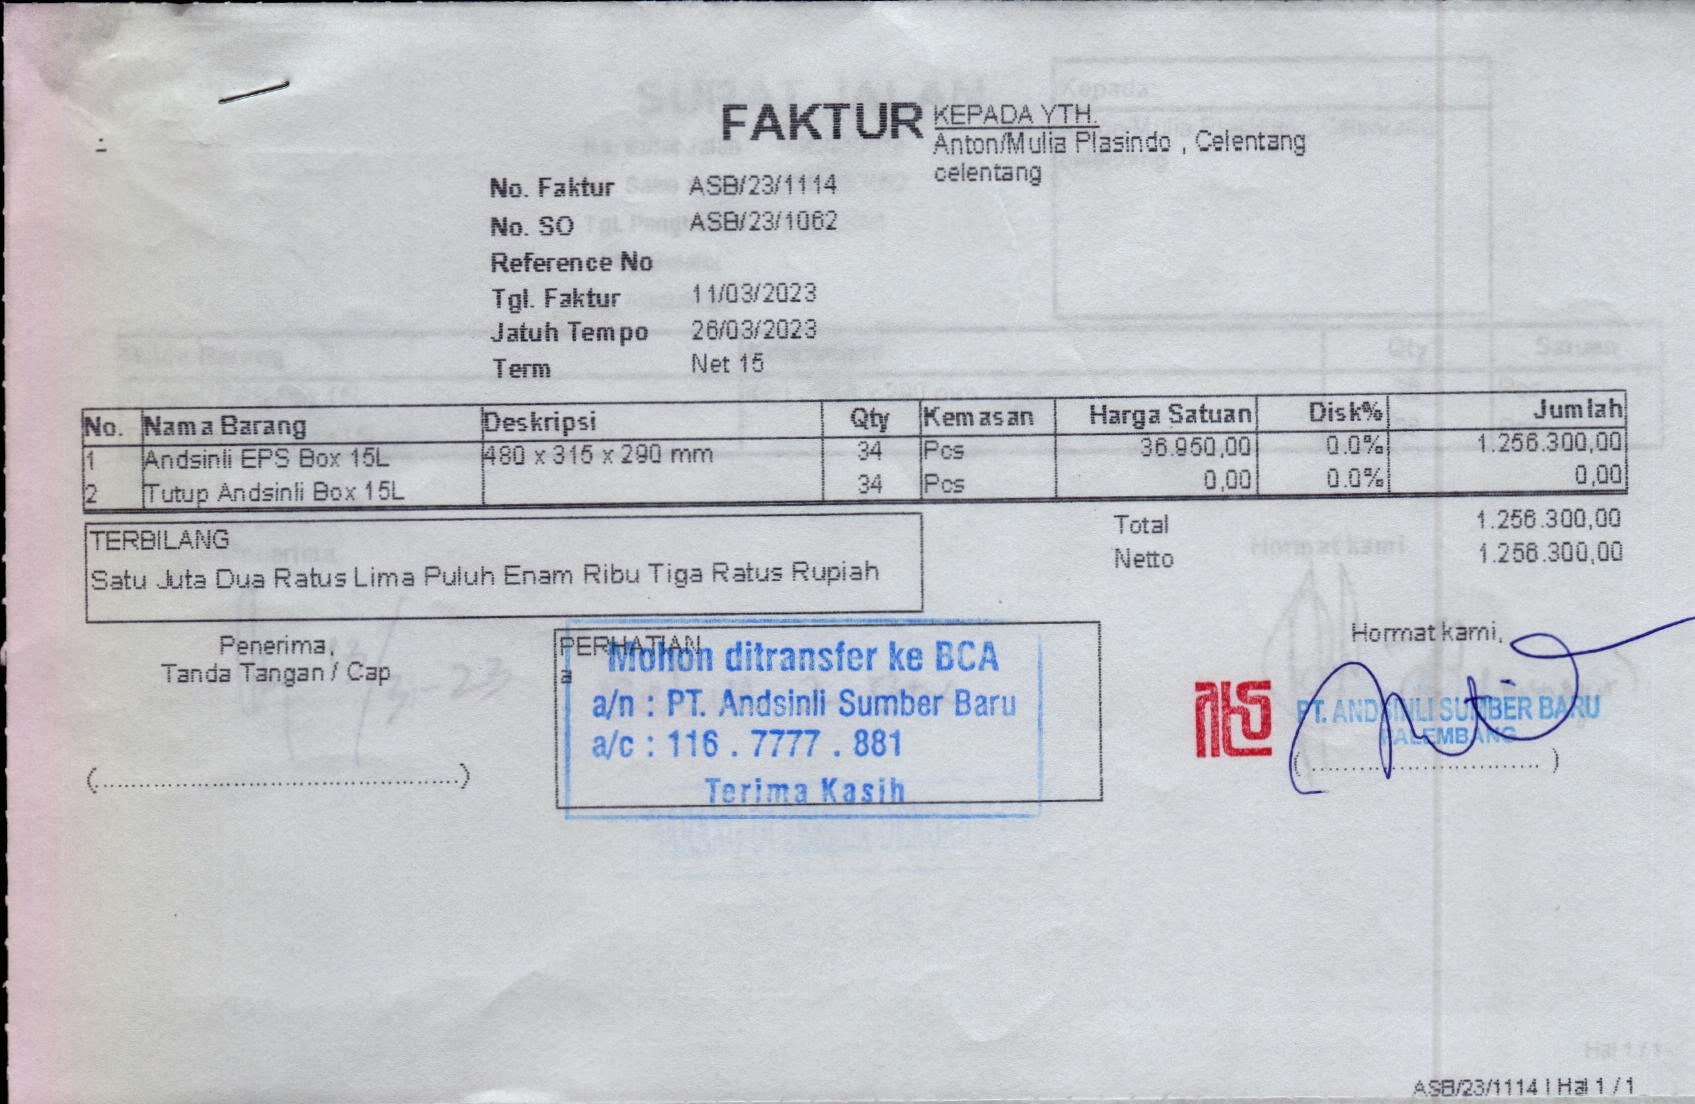 FAKTUR
KEPADA YTH.
Anton/Mulia Plasindo , Celentang
celentang
No. Faktur ASB/23/1114
No. SO ASB/23/1062
Reference No
Tgl. Faktur 11/03/2023
Jatuh Tempo 26/03/2023
Term Net 15
No. Nama Barang Deskripsi Qty Kemasan Harga Satuan Disk% Jumlah
1 Andsinli EPS Box 15L 480 x 315 x 290 mm 34 Pcs 36.950,00 0.0% 1.256.300,00
2 Tutup Andsinli Box 15L 34 Pcs 0,00 0.0% 0,00
Total 1.256.300,00
Netto 1.256.300,00
TERBILANG
Satu Juta Dua Ratus Lima Puluh Enam Ribu Tiga Ratus Rupiah
Penerima,
Tanda Tangan / Cap
(................................................)
PERHATIAN
a
Mohon ditransfer ke BCA
a/n : PT. Andsinli Sumber Baru
a/c : 116 . 7777 . 881
Terima Kasih
Hormat kami,
PT. ANDSINLI SUMBER BARU
PALEMBANG
(.............................. )
ASB/23/1114 | Hal 1 / 1